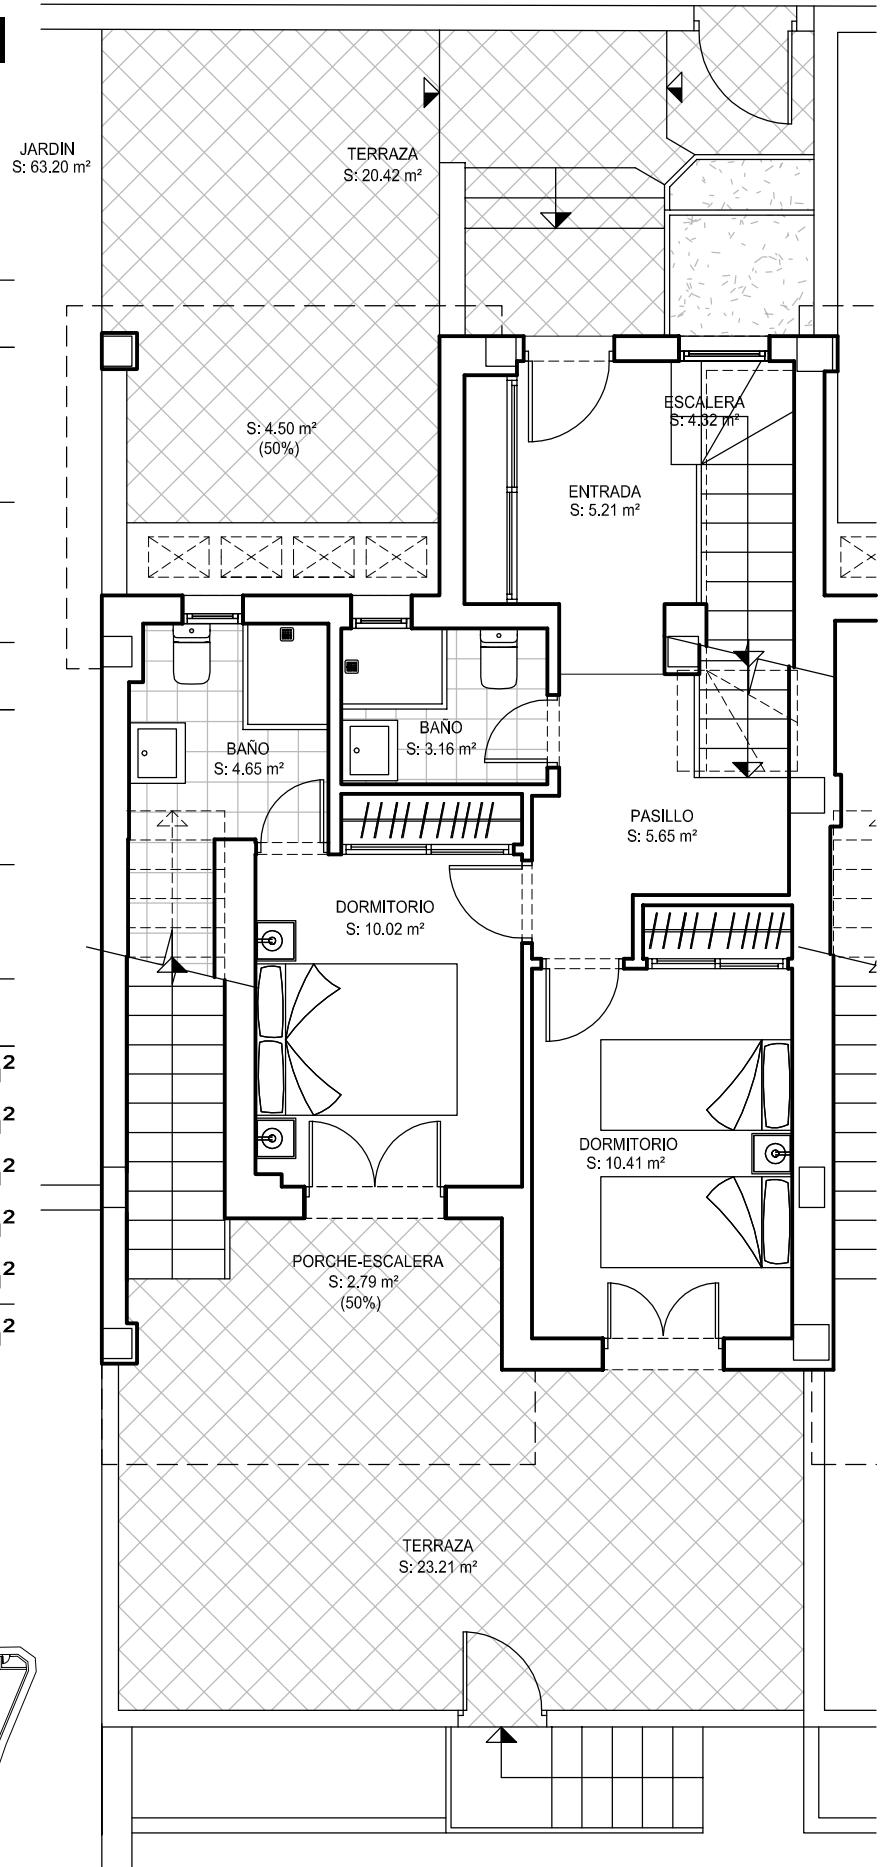 JARDIN
S: 63.20 m²
TERRAZA
S: 20.42 m²
S: 4.50 m²
(50%)
ESCALERA
S: 4.32 m²
ENTRADA
S: 5.21 m²
BAÑO
S: 4.65 m²
BAÑO
S: 3.16 m²
PASILLO
S: 5.65 m²
DORMITORIO
S: 10.02 m²
DORMITORIO
S: 10.41 m²
PORCHE-ESCALERA
S: 2.79 m²
(50%)
TERRAZA
S: 23.21 m²
2
2
2
2
2
2